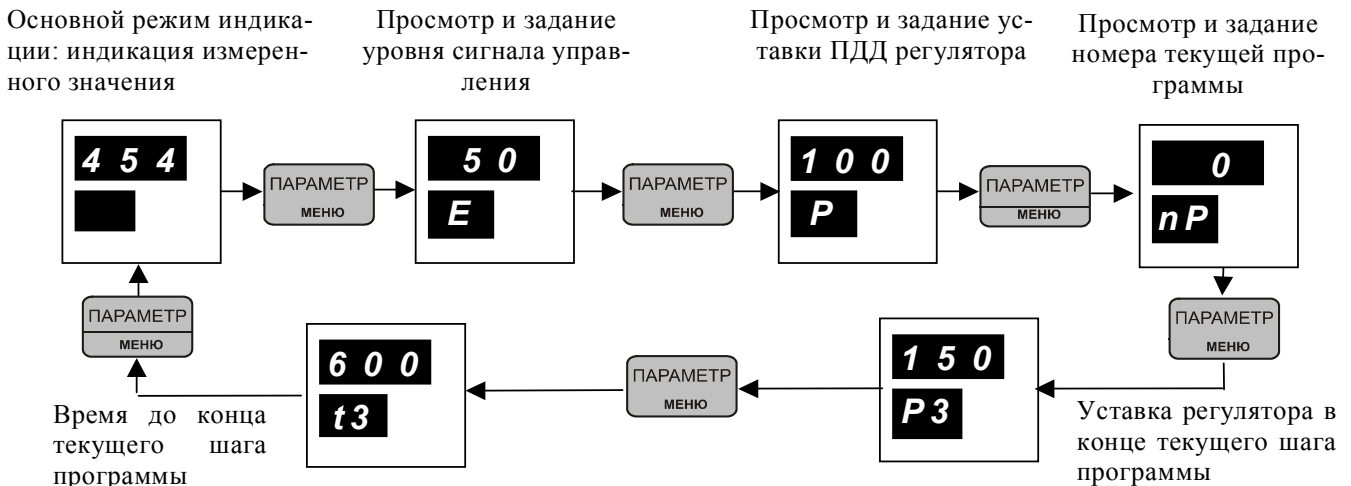 Основной режим индика-
ции: индикация измерен-
ного значения
Просмотр и задание
уровня сигнала управ-
ления
Просмотр и задание ус-
тавки ПДД регулятора
Просмотр и задание
номера текущей про-
граммы
4 5 4
ПАРАМЕТР
МЕНЮ
5 0
E
ПАРАМЕТР
МЕНЮ
1 0 0
P
ПАРАМЕТР
МЕНЮ
0
nP
ПАРАМЕТР
МЕНЮ
ПАРАМЕТР
МЕНЮ
6 0 0
t3
ПАРАМЕТР
МЕНЮ
1 5 0
P3
Время до конца
текущего шага
программы
Уставка регулятора в
конце текущего шага
программы